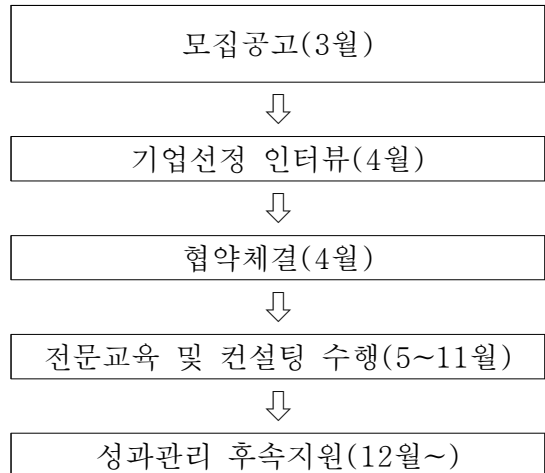 모집공고(3월)
기업선정 인터뷰(4월)
협약체결(4월)
전문교육 및 컨설팅 수행(5~11월)
성과관리 후속지원(12월~)